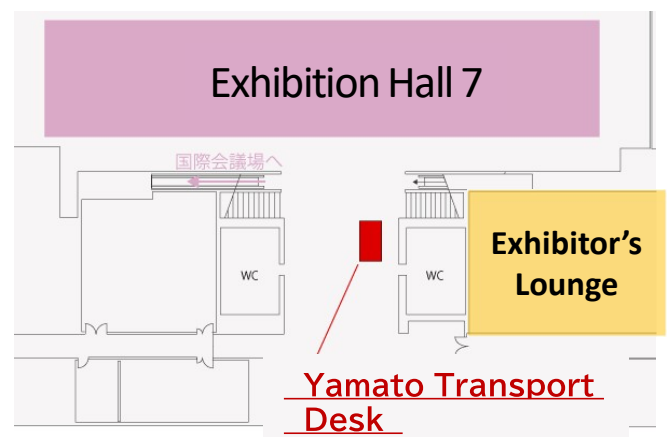 Exhibition Hall 7
国際会議場へ
WC
WC
Exhibitor’s
Lounge
Yamato Transport
Desk